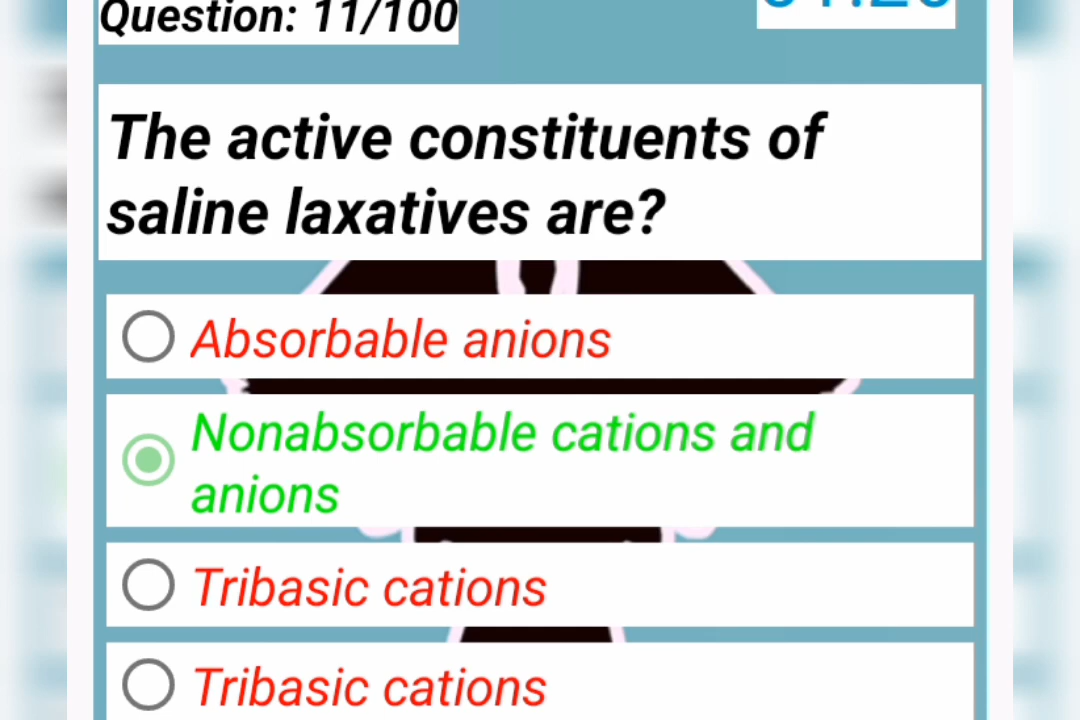 Question: 11/100
The active constituents of
saline laxatives are?
Absorbable anions
Nonabsorbable cations and
anions
Tribasic cations
Tribasic cations